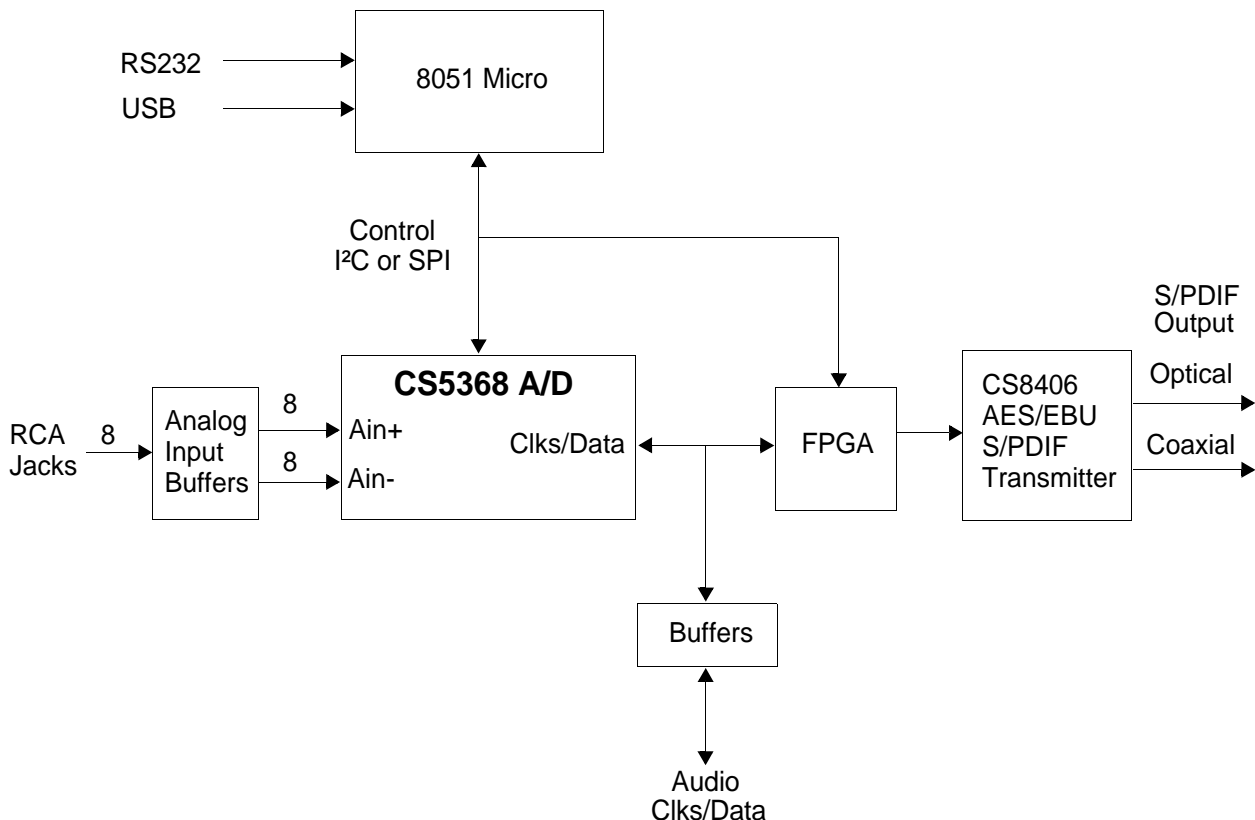 RS232
USB
8051 Micro
Control
I²C or SPI
S/PDIF
Output
Optical
Coaxial
RCA
Jacks
8
Analog
Input
Buffers
8
8
CS5368 A/D
Ain+
Ain-
Clks/Data
FPGA
CS8406
AES/EBU
S/PDIF
Transmitter
Buffers
Audio
Clks/Data